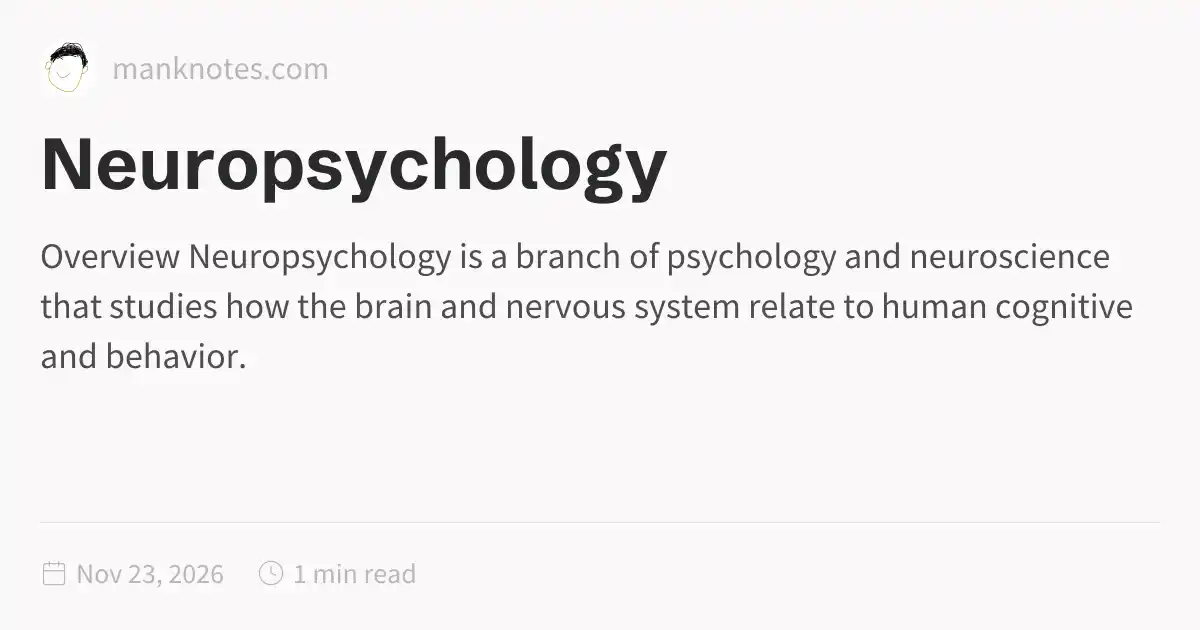 manknotes.com
Neuropsychology
Overview Neuropsychology is a branch of psychology and neuroscience
that studies how the brain and nervous system relate to human cognitive
and behavior.
Nov 23, 2026 1 min read